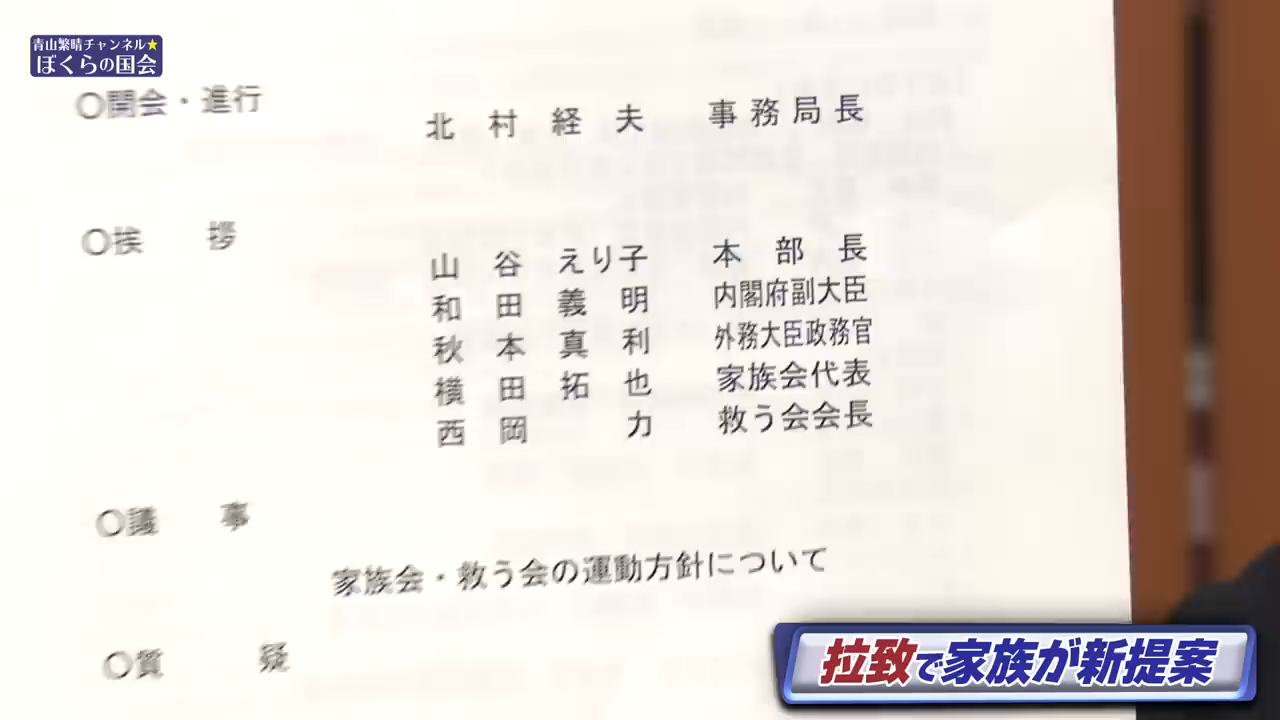 青山繁晴チャンネル★
ぼくらの国会
〇開会・進行
北村経夫 事務局長
〇挨拶
山谷えり子 本部長
和田義明 内閣府副大臣
秋本真利 外務大臣政務官
横田拓也 家族会代表
西岡力 救う会会長
〇議事
家族会・救う会の運動方針について
〇質疑
拉致で家族が新提案